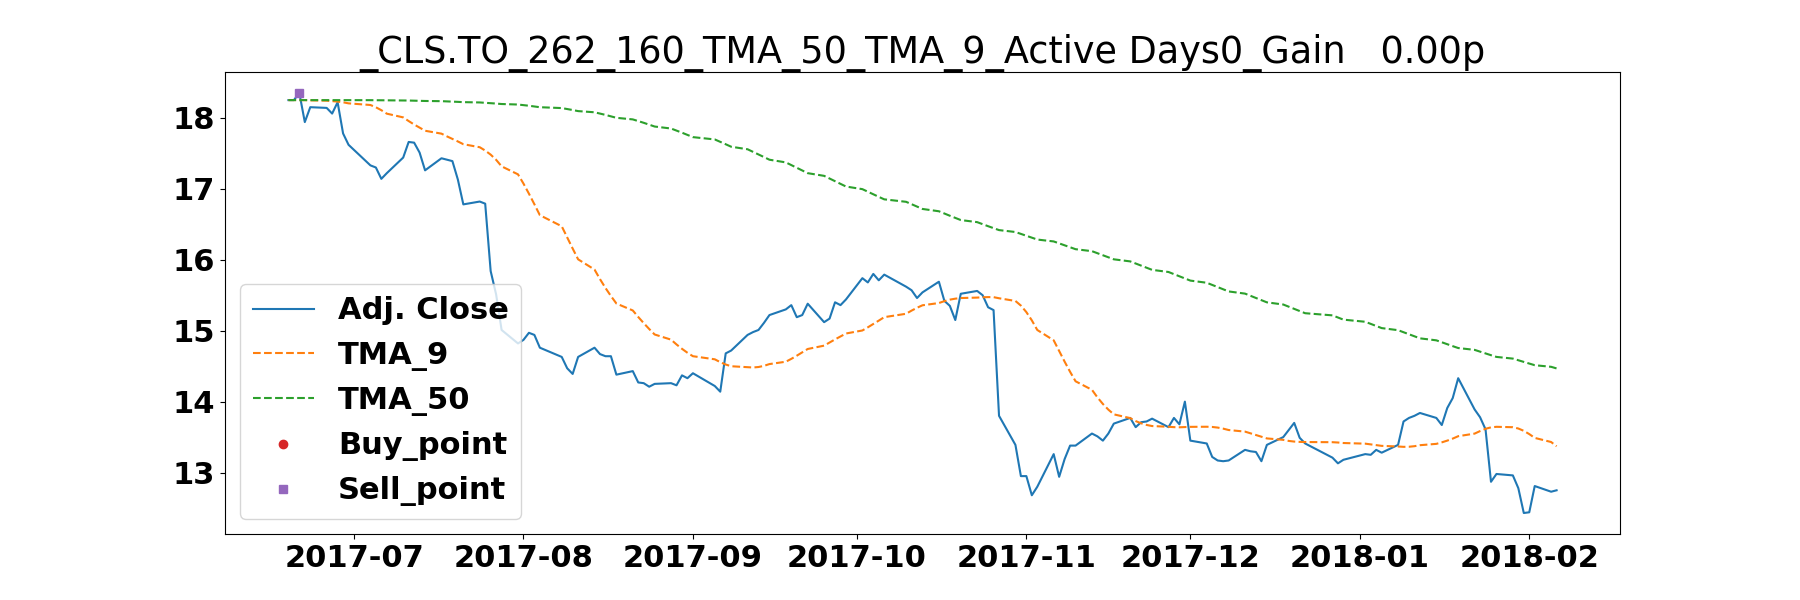 _CLS.TO_262_160_TMA_50_TMA_9_Active Days0_Gain   0.00p
18
17
16
15
14
13
Adj. Close
TMA_9
TMA_50
Buy_point
Sell_point
2017-07 2017-08 2017-09 2017-10 2017-11 2017-12 2018-01 2018-02